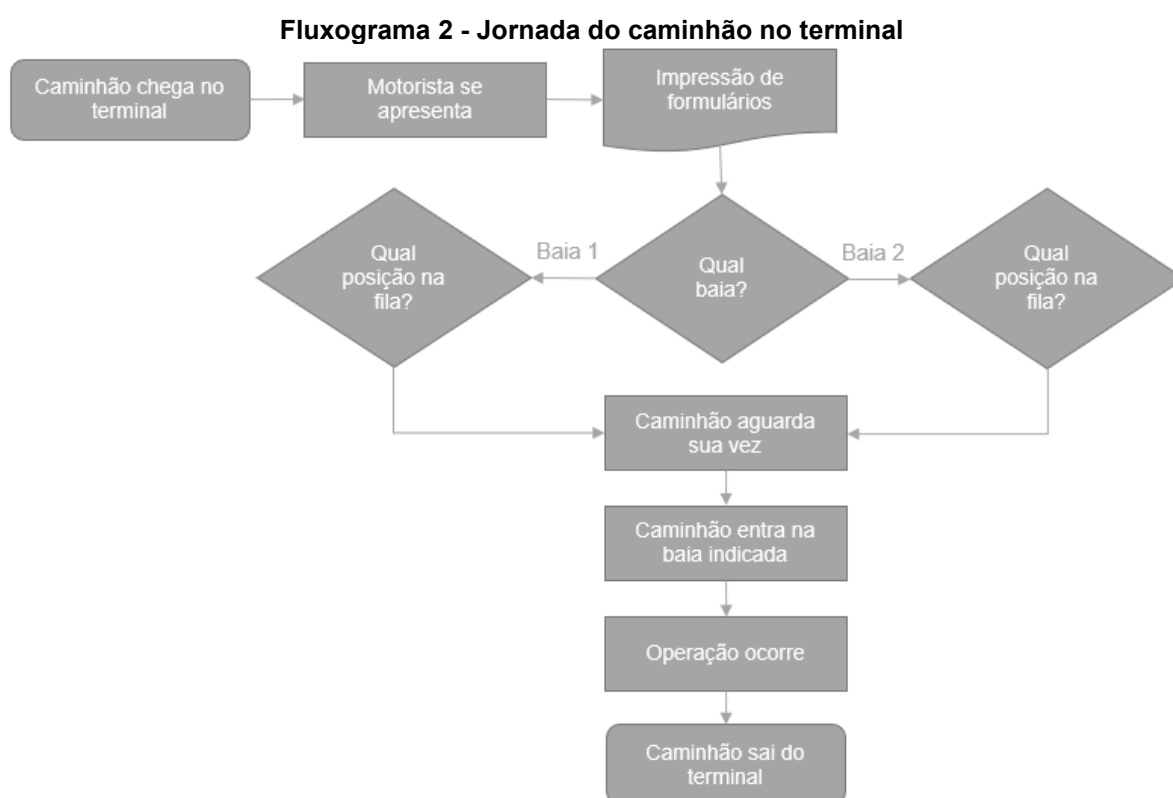 Fluxograma 2 - Jornada do caminhão no terminal
Caminhão chega no
terminal
Motorista se
apresenta
Impressão de
formulários
Qual
posição na
fila?
Baia 1
Qual
baia?
Baia 2
Qual
posição na
fila?
Caminhão aguarda
sua vez
Caminhão entra na
baia indicada
Operação ocorre
Caminhão sai do
terminal